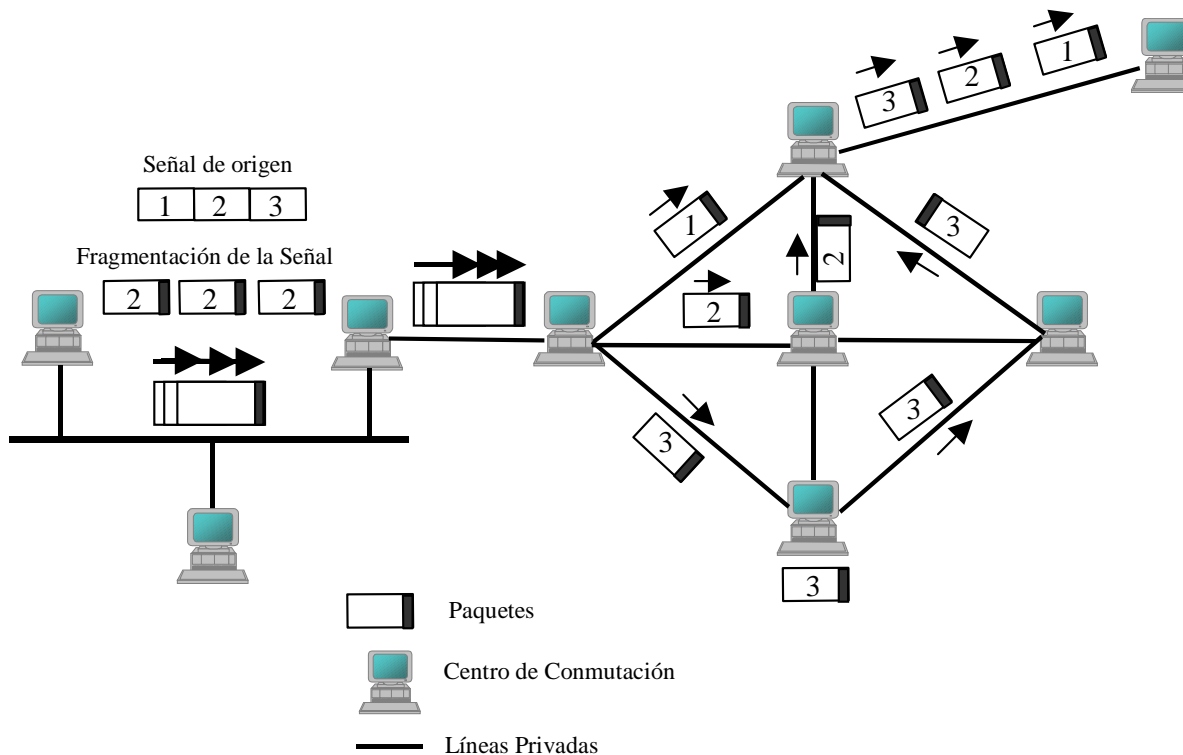 Señal de origen
1 2 3
Fragmentación de la Señal
2 2 2
3 2 1
1
3
2
2
3
3
3
Paquetes
Centro de Conmutación
Líneas Privadas